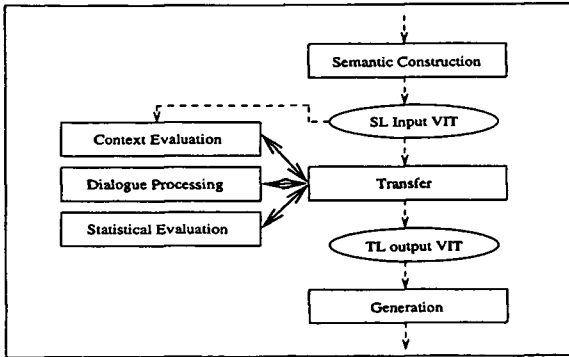 Semantic Construction
SL Input VIT
Context Evaluation
Dialogue Processing
Transfer
Statistical Evaluation
TL output VIT
Generation